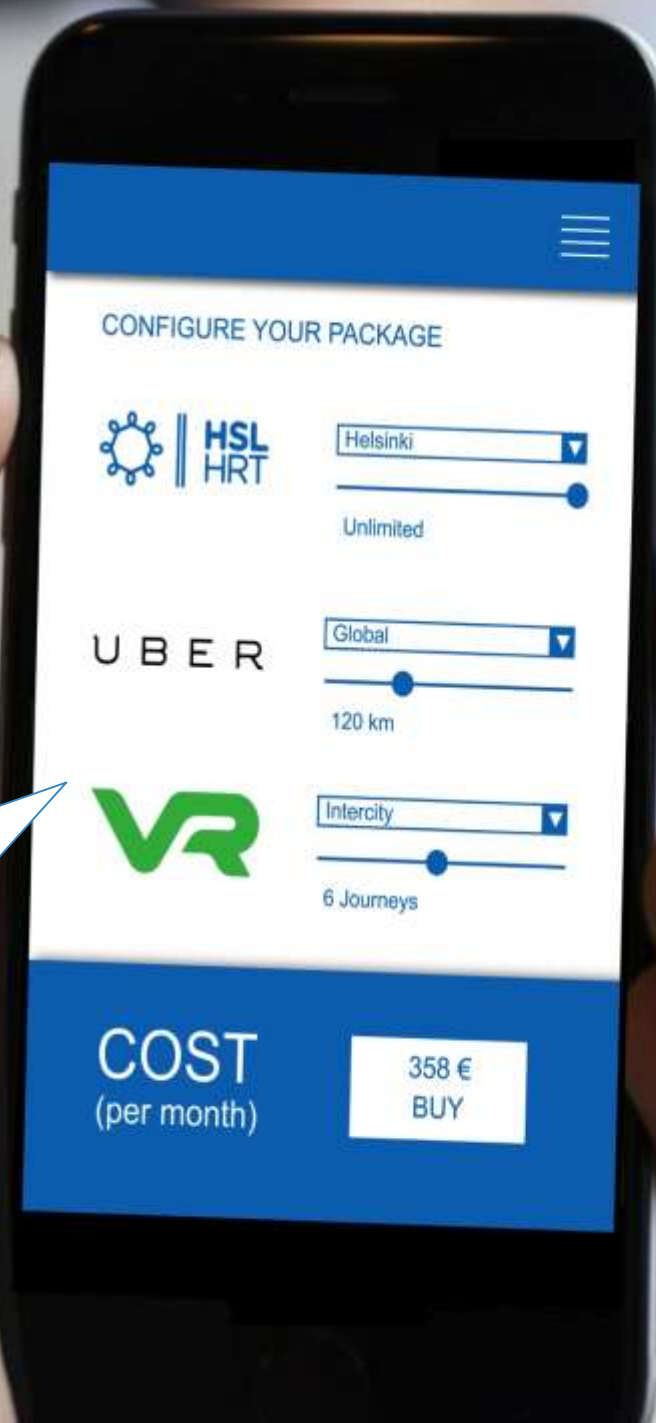 CONFIGURE YOUR PACKAGE
HSL
HRT
Helsinki
Unlimited
UBER
Global
120 km
VR
Intercity
6 Journeys
COST
(per month)
358 €
BUY